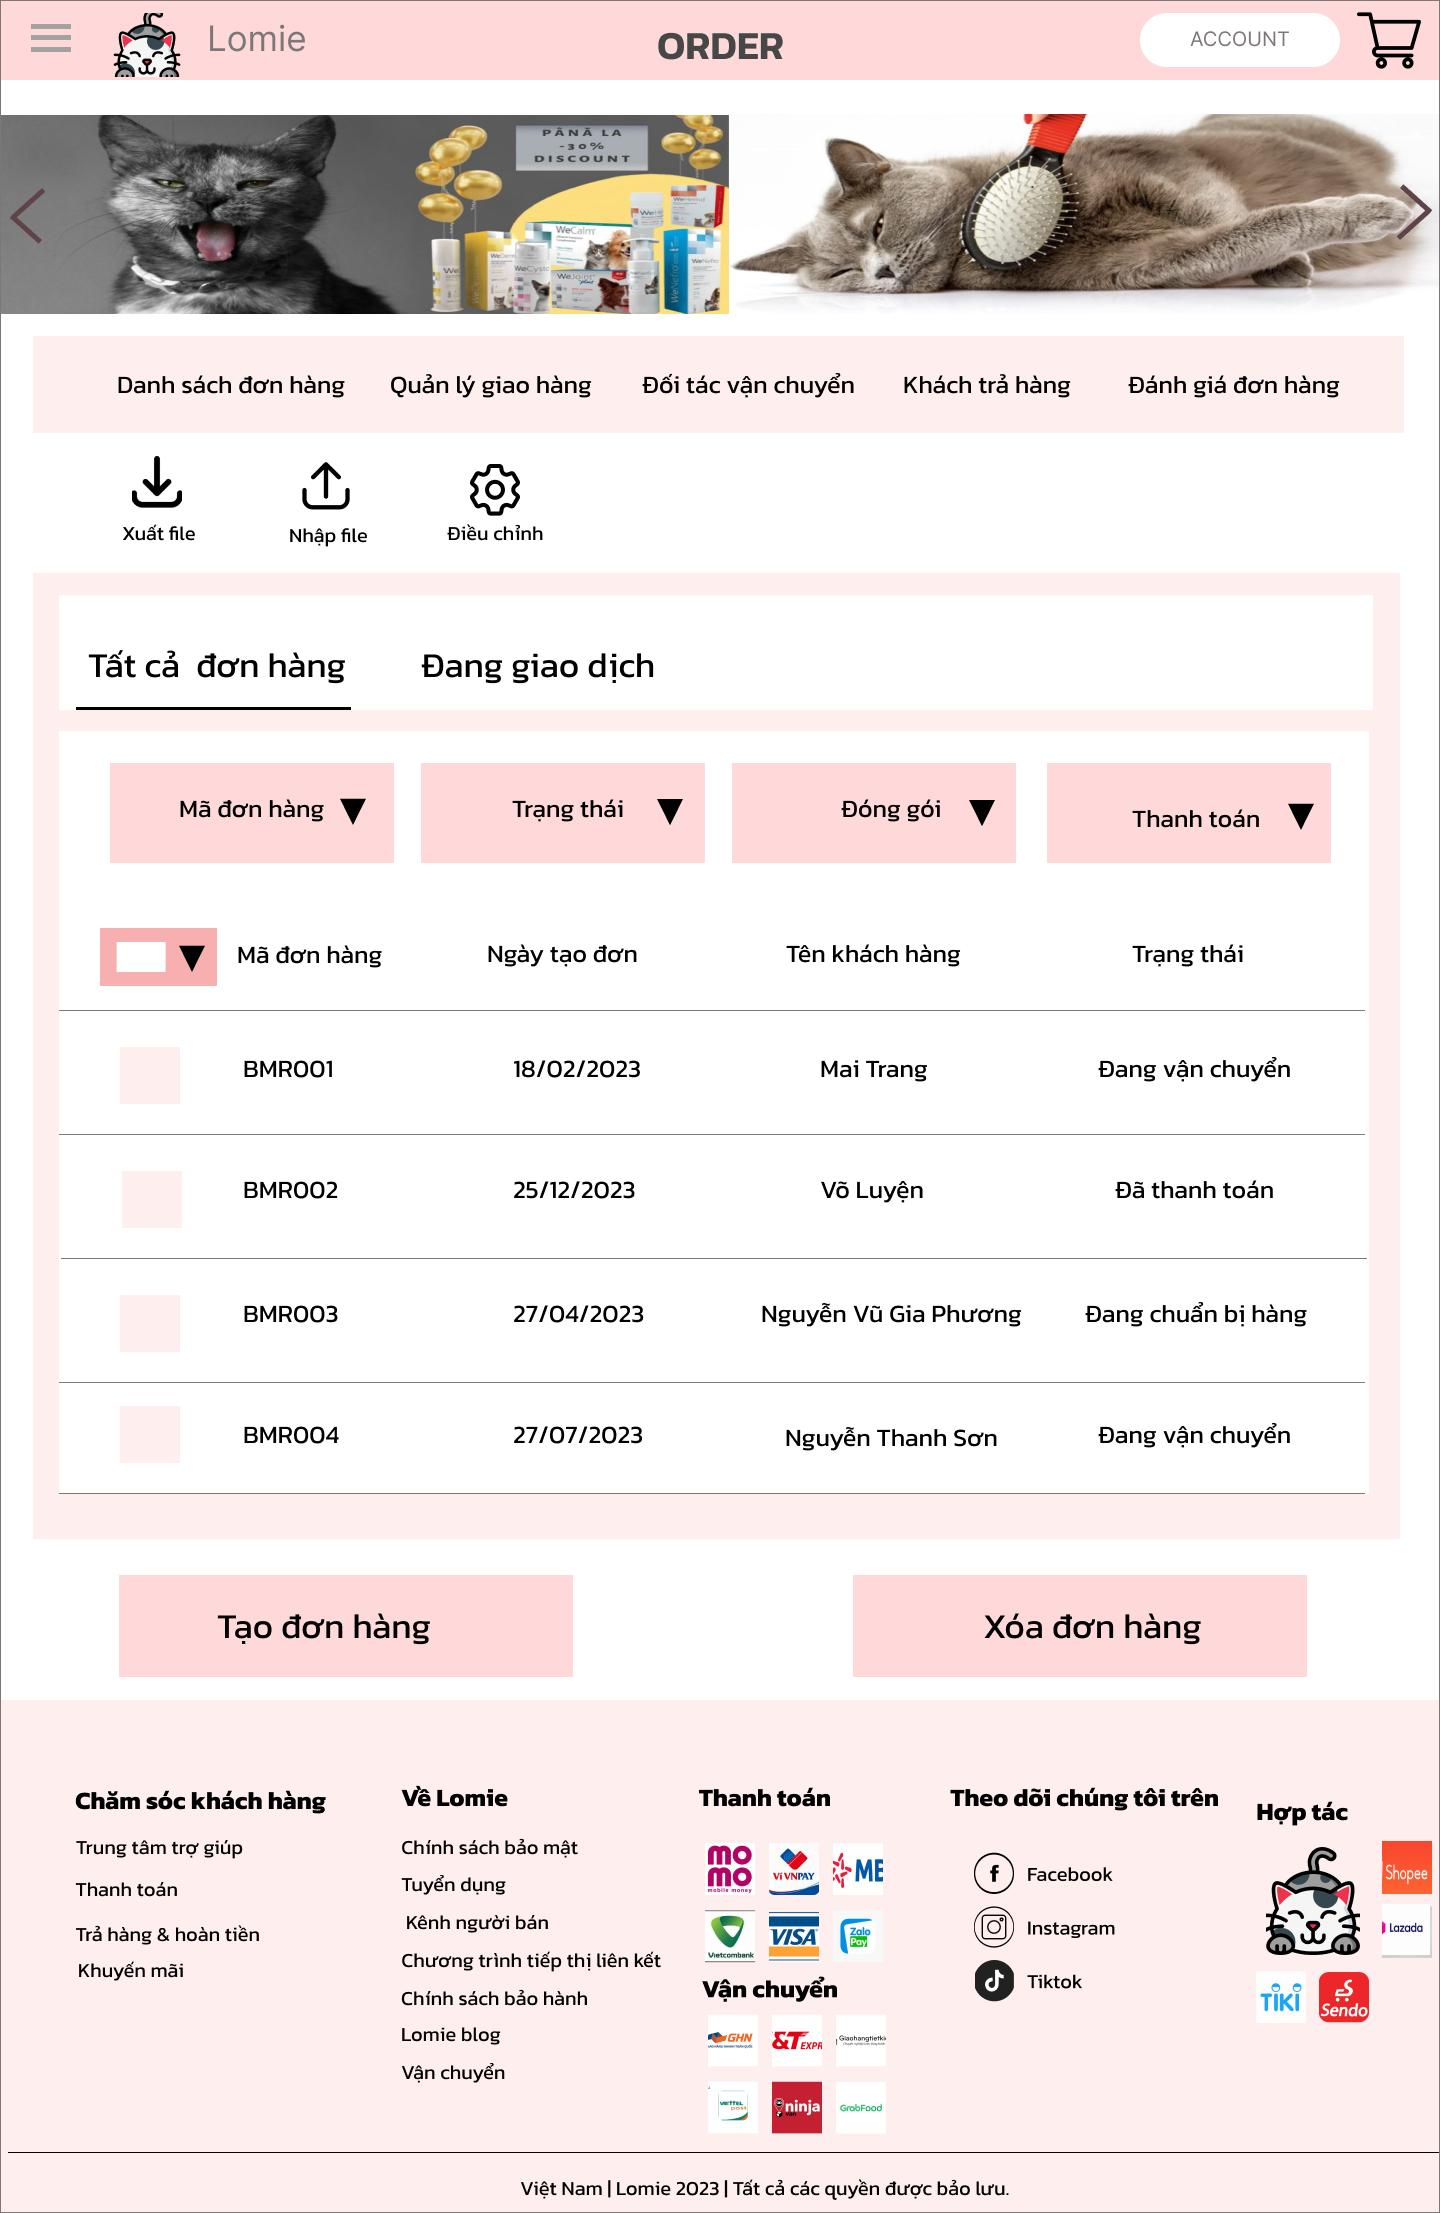 Lomie
ORDER
ACCOUNT
PÂNĂ LA
-30%
DISCOUNT
WeCalm
WeCysto
WeJoint
plus
WeNefro
Danh sách đơn hàng
Quản lý giao hàng
Đối tác vận chuyển
Khách trả hàng
Đánh giá đơn hàng
Xuất file
Nhập file
Điều chỉnh
Tất cả đơn hàng
Đang giao dịch
Mã đơn hàng
Trạng thái
Đóng gói
Thanh toán
Mã đơn hàng
Ngày tạo đơn
Tên khách hàng
Trạng thái
BMR001
18/02/2023
Mai Trang
Đang vận chuyển
BMR002
25/12/2023
Võ Luyện
Đã thanh toán
BMR003
27/04/2023
Nguyễn Vũ Gia Phương
Đang chuẩn bị hàng
BMR004
27/07/2023
Nguyễn Thanh Sơn
Đang vận chuyển
Tạo đơn hàng
Xóa đơn hàng
Chăm sóc khách hàng
Trung tâm trợ giúp
Thanh toán
Trả hàng & hoàn tiền
Khuyến mãi
Về Lomie
Chính sách bảo mật
Tuyển dụng
Kênh người bán
Chương trình tiếp thị liên kết
Chính sách bảo hành
Lomie blog
Vận chuyển
Thanh toán
mo
mo
mobile money
Ví VNPAY
MB
Vietcombank
VISA
Zalo
Pay
Vận chuyển
GHN
&T EXPR
Giaohangtietki
VIETTEL
post
ninja
van
GrabFood
Theo dõi chúng tôi trên
Facebook
Instagram
Tiktok
Hợp tác
Shopee
Lazada
TIKI
Sendo
Việt Nam | Lomie 2023 | Tất cả các quyền được bảo lưu.